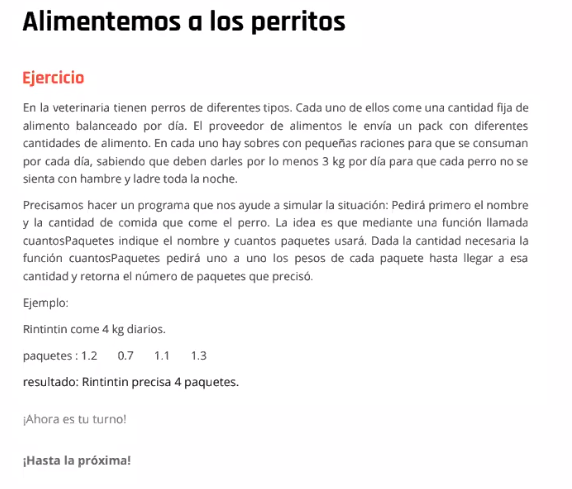 Alimentemos a los perritos
Ejercicio
En la veterinaria tienen perros de diferentes tipos. Cada uno de ellos come una cantidad fija de
alimento balanceado por día. El proveedor de alimentos le envía un pack con diferentes
cantidades de alimento. En cada uno hay sobres con pequeñas raciones para que se consuman
por cada día, sabiendo que deben darles por lo menos 3 kg por día para que cada perro no se
sienta con hambre y ladre toda la noche.
Precisamos hacer un programa que nos ayude a simular la situación: Pedirá primero el nombre
y la cantidad de comida que come el perro. La idea es que mediante una función llamada
cuantosPaquetes indique el nombre y cuantos paquetes usará. Dada la cantidad necesaria la
función cuantosPaquetes pedirá uno a uno los pesos de cada paquete hasta llegar a esa
cantidad y retorna el número de paquetes que precisó.
Ejemplo:
Rintintin come 4 kg diarios.
paquetes : 1.2 0.7 1.1 1.3
resultado: Rintintin precisa 4 paquetes.
¡Ahora es tu turno!
¡Hasta la próxima!